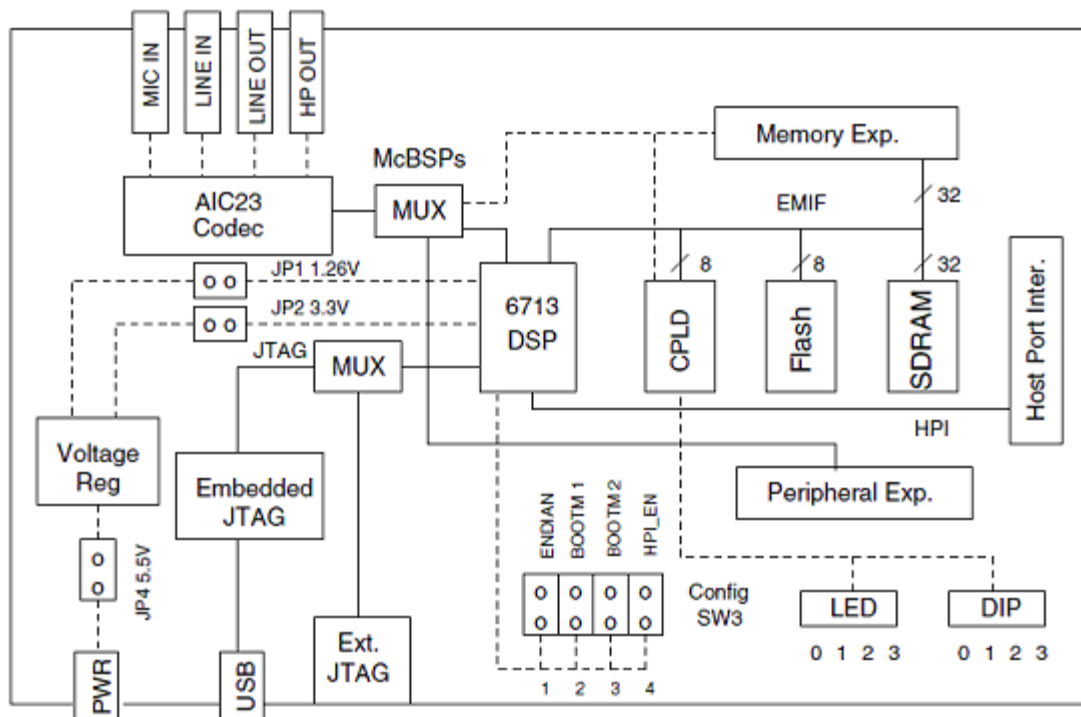 MIC IN
LINE IN
LINE OUT
HP OUT
Memory Exp.
McBSPs
AIC23
Codec
MUX
EMIF
32
JP1 1.26V
8
8
32
6713
DSP
JP2 3.3V
CPLD
Flash
SDRAM
Host Port Inter.
JTAG
MUX
HPI
Voltage
Reg
Embedded
JTAG
Peripheral Exp.
ENDIAN
BOOTM 1
BOOTM 2
HPI_EN
JP4 5.5V
Config
SW3
LED
DIP
Ext.
JTAG
0 1 2 3
0 1 2 3
PWR
USB
1 2 3 4